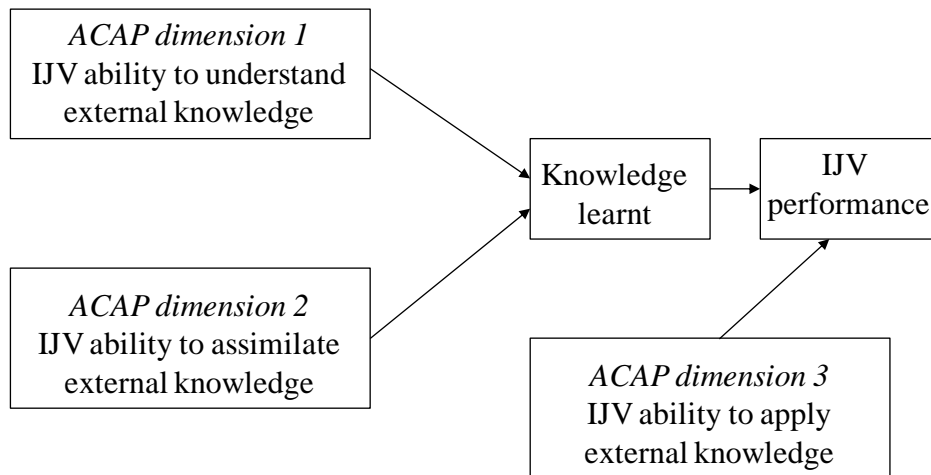 ACAP dimension 1
IJV ability to understand
external knowledge
Knowledge
learnt
IJV
performance
ACAP dimension 2
IJV ability to assimilate
external knowledge
ACAP dimension 3
IJV ability to apply
external knowledge